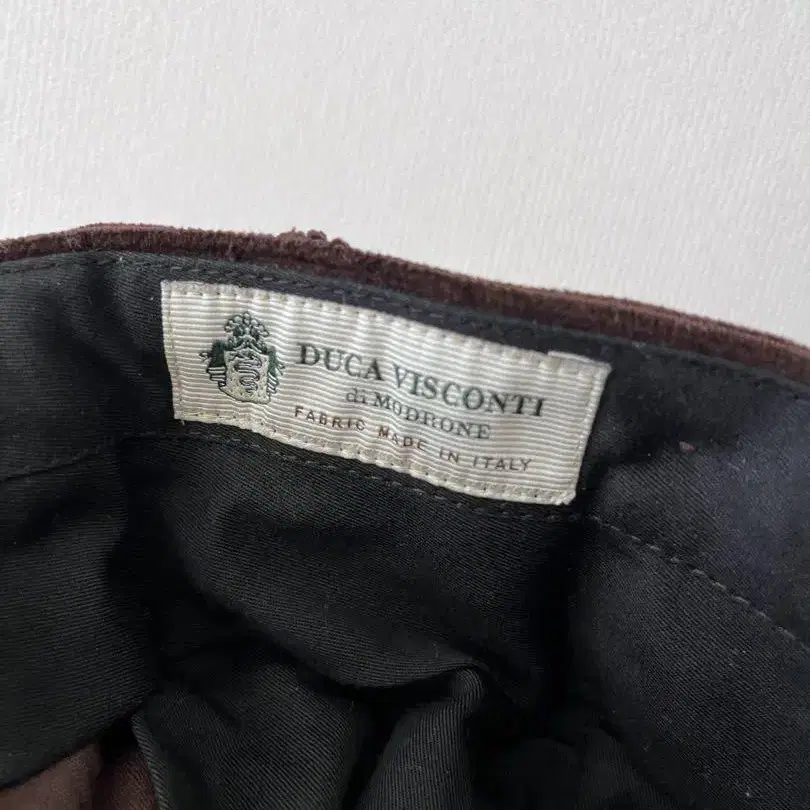 DUCA VISCONTI
di MODRONE
FABRIC MADE IN ITALY